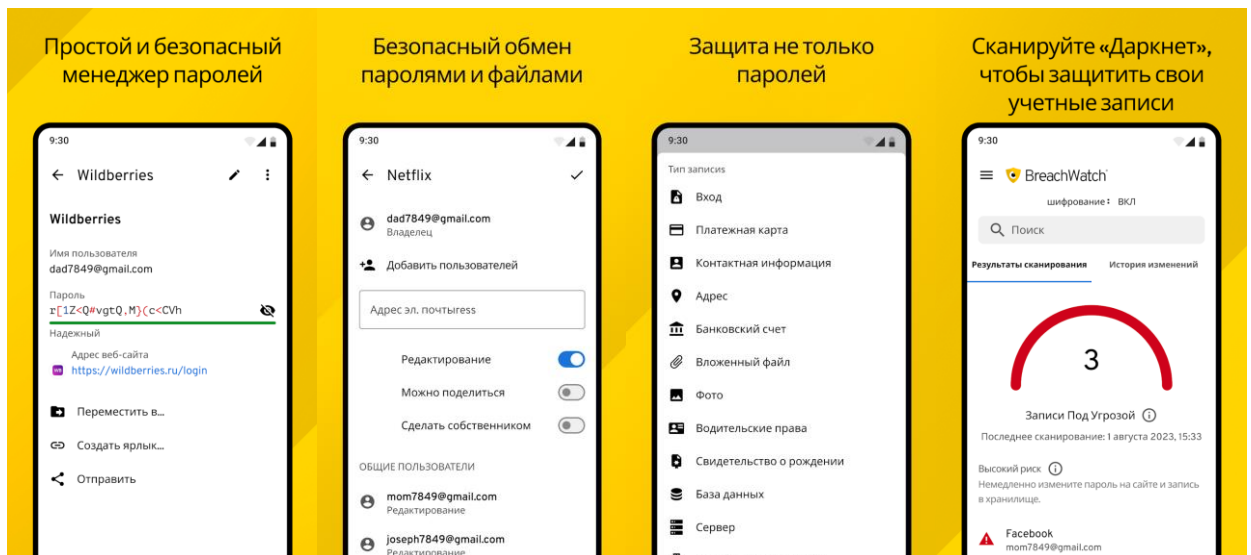 Простой и безопасный
менеджер паролей
9:30
Wildberries
Wildberries
Имя пользователя
dad7849@gmail.com
Пароль
r[1Z<Q#vgtQ,M}(c<CVh
Надежный
Адрес веб-сайта
WB
https://wildberries.ru/login
Переместить в...
Создать ярлык...
Отправить
Безопасный обмен
паролями и файлами
9:30
Netflix
dad7849@gmail.com
Владелец
Добавить пользователей
Адрес эл. почтыress
Редактирование
Можно поделиться
Сделать собственником
ОБЩИЕ ПОЛЬЗОВАТЕЛИ
mom7849@gmail.com
Редактирование
joseph7849@gmail.com
Редактирование
Защита не только
паролей
9:30
Тип записиs
Вход
Платежная карта
Контактная информация
Адрес
Банковский счет
Вложенный файл
Фото
Водительские права
Свидетельство о рождении
База данных
Сервер
Сканируйте «Даркнет»,
чтобы защитить свои
учетные записи
9:30
BreachWatch
шифрование: ВКЛ
Поиск
Результаты сканирования История изменений
3
Записи Под Угрозой
Последнее сканирование: 1 августа 2023, 15:33
Высокий риск
Немедленно измените пароль на сайте и запись
в хранилище.
Facebook
mom7849@gmail.com